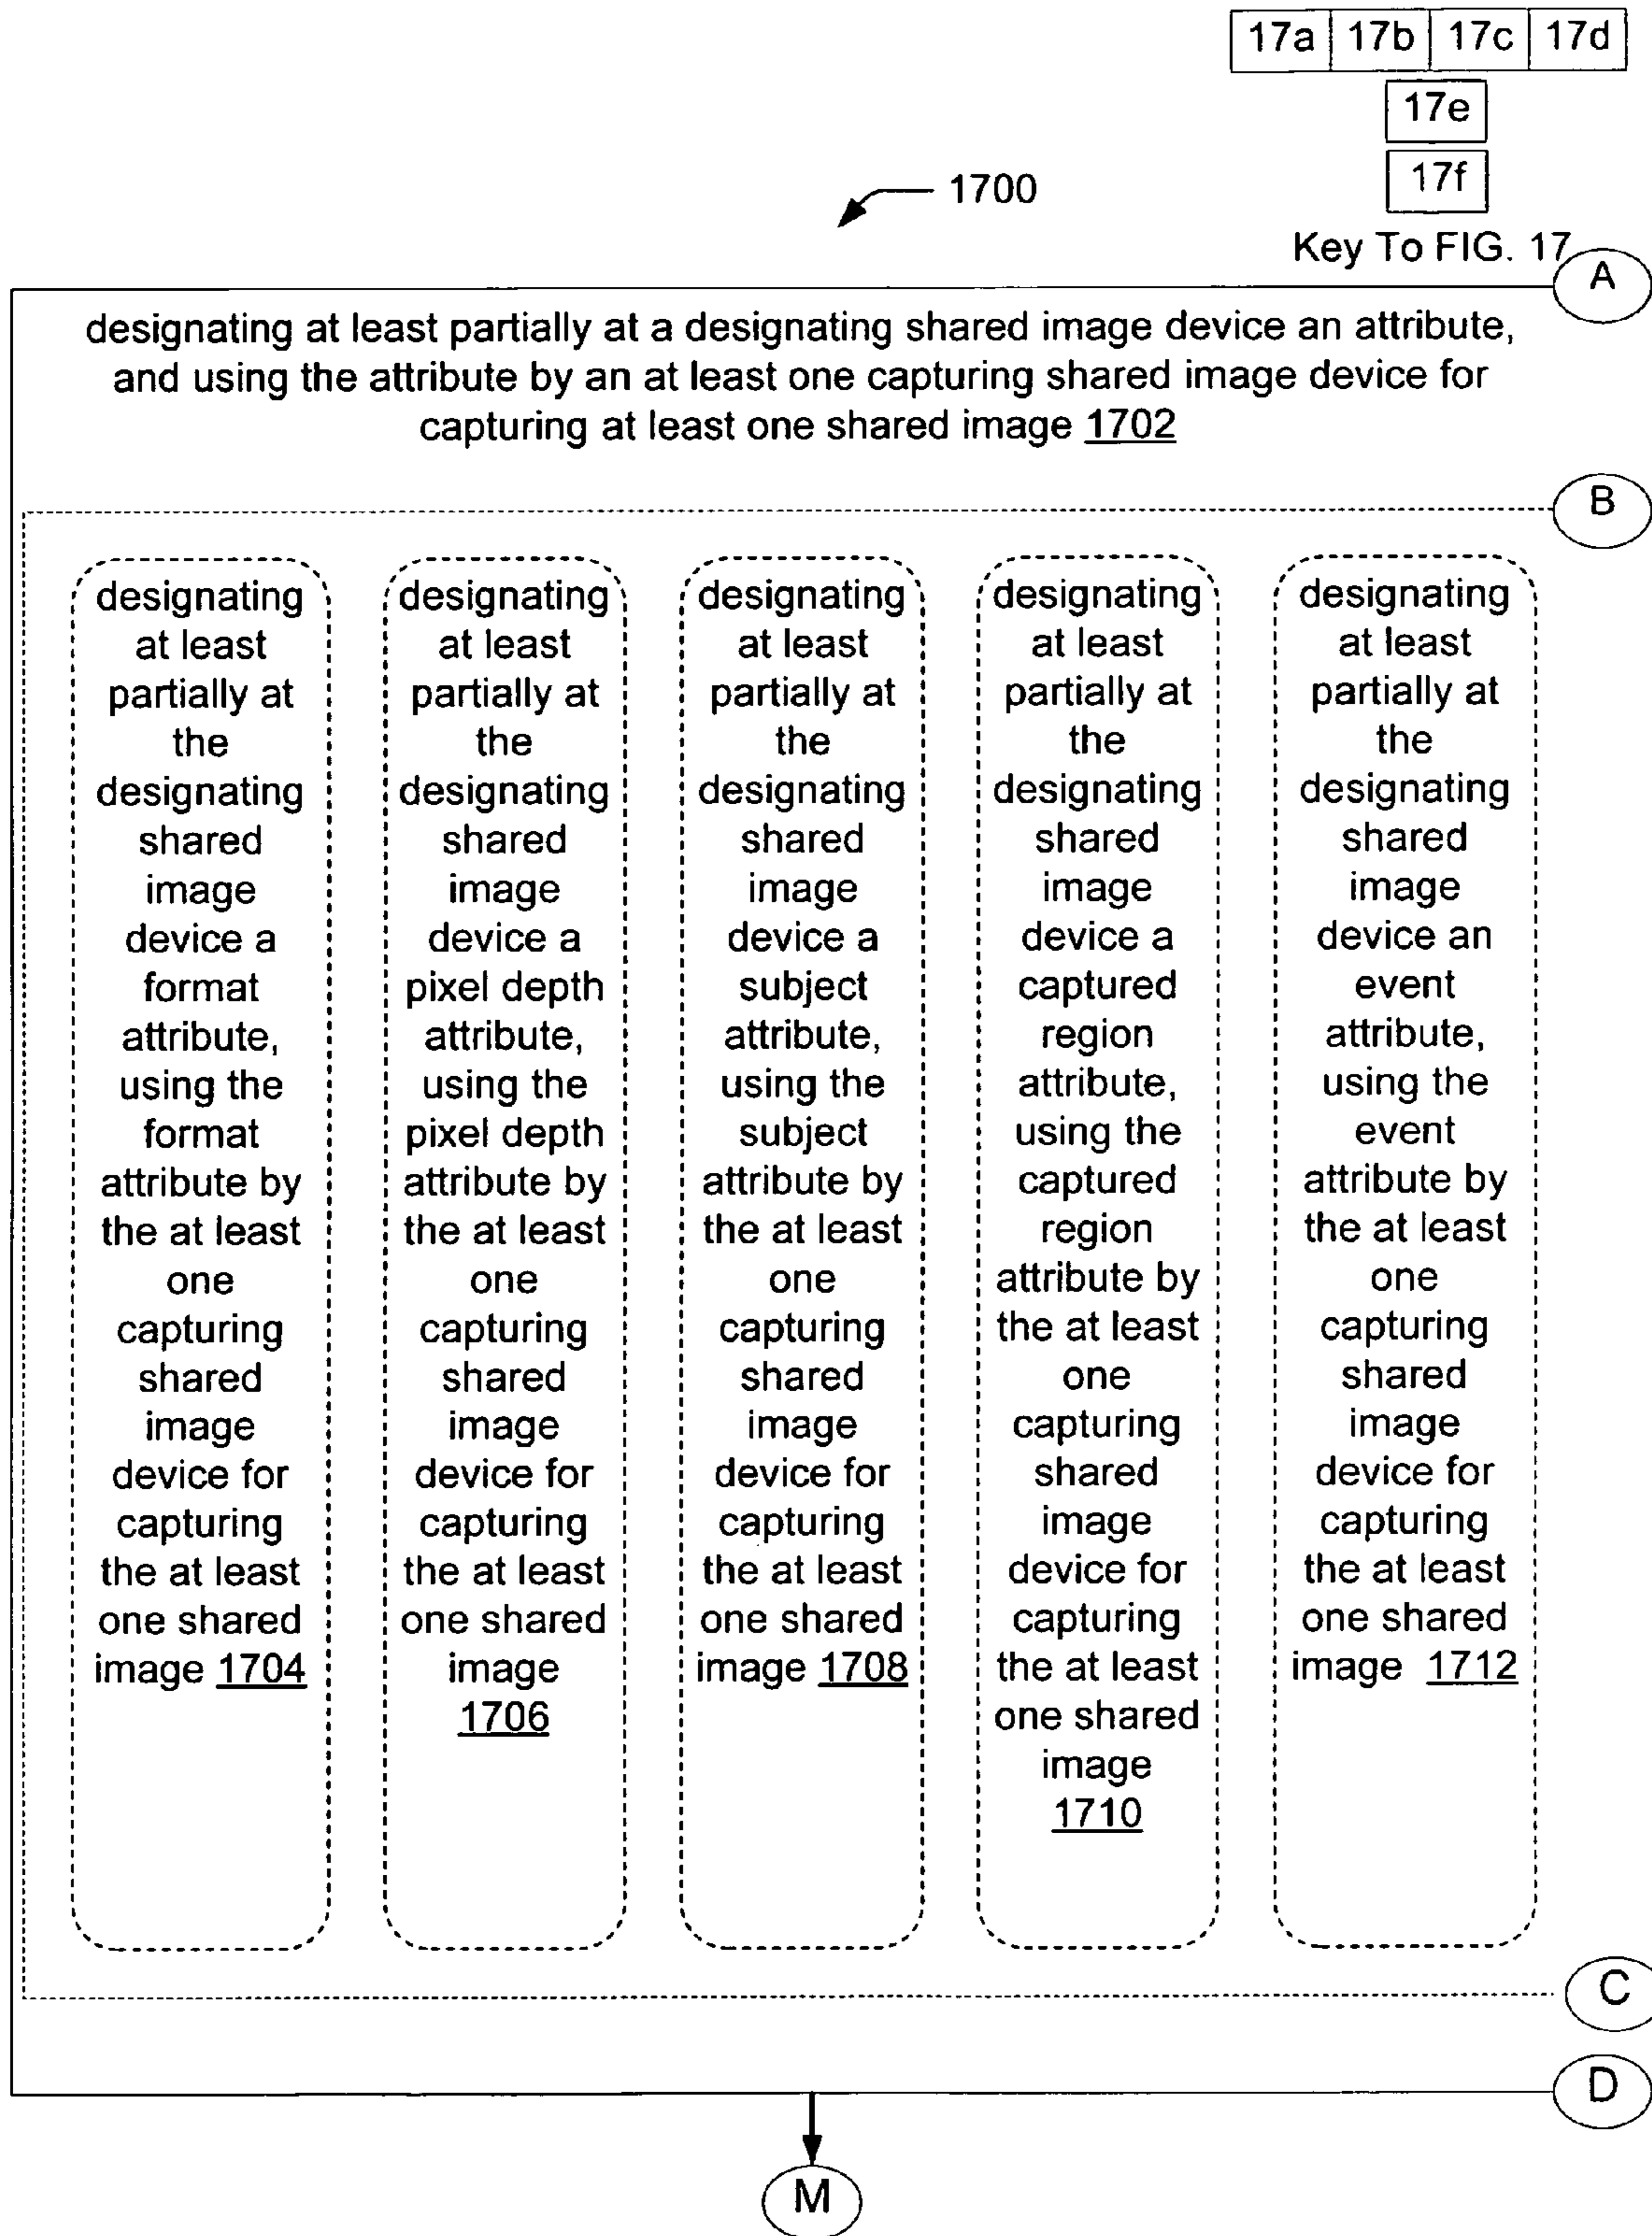 17a 17b 17c 17d
17e
17f
1700
Key To FIG. 17
A
designating at least partially at a designating shared image device an attribute,
and using the attribute by an at least one capturing shared image device for
capturing at least one shared image 1702
B
designating
at least
partially at
the
designating
shared
image
device a
format
attribute,
using the
format
attribute by
the at least
one
capturing
shared
image
device for
capturing
the at least
one shared
image 1704
designating
at least
partially at
the
designating
shared
image
device a
pixel depth
attribute,
using the
pixel depth
attribute by
the at least
one
capturing
shared
image
device for
capturing
the at least
one shared
image
1706
designating
at least
partially at
the
designating
shared
image
device a
subject
attribute,
using the
subject
attribute by
the at least
one
capturing
shared
image
device for
capturing
the at least
one shared
image 1708
designating
at least
partially at
the
designating
shared
image
device a
captured
region
attribute,
using the
captured
region
attribute by
the at least
one
capturing
shared
image
device for
capturing
the at least
one shared
image
1710
designating
at least
partially at
the
designating
shared
image
device an
event
attribute,
using the
event
attribute by
the at least
one
capturing
shared
image
device for
capturing
the at least
one shared
image 1712
C
D
M